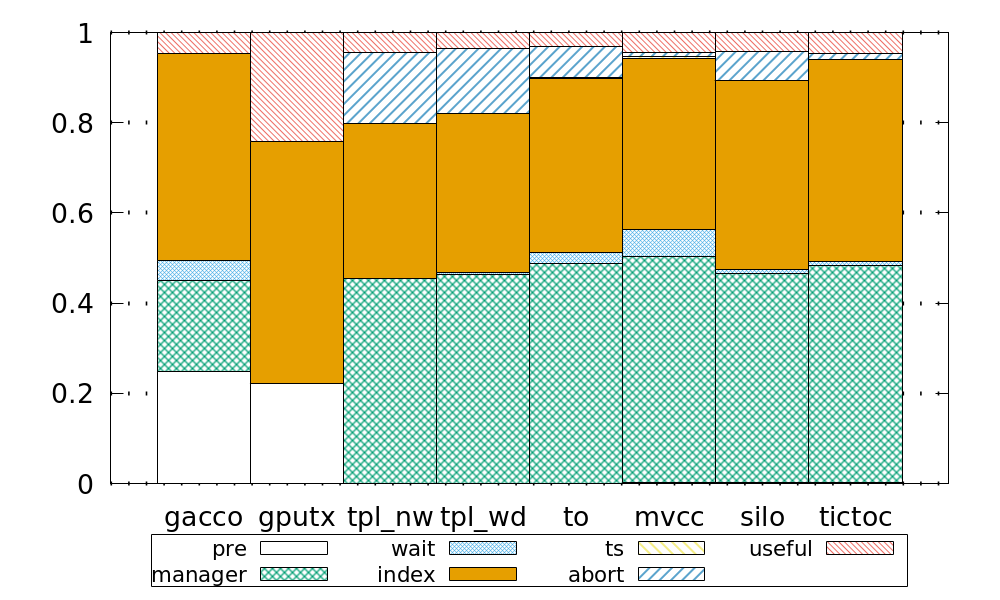 1
0.8
0.6
0.4
0.2
0
gacco gputx tpl_nw tpl_wd to mvcc silo tictoc
pre wait ts useful
manager index abort